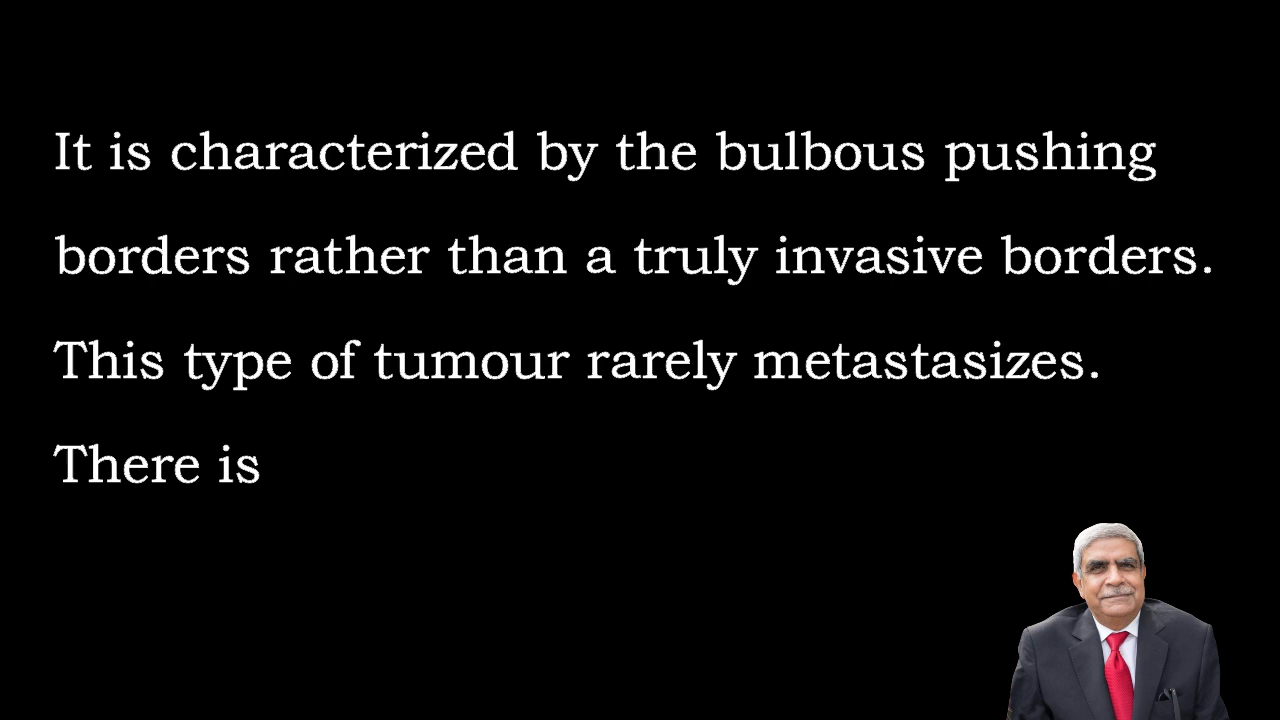 It is characterized by the bulbous pushing
borders rather than a truly invasive borders.
This type of tumour rarely metastasizes.
There is